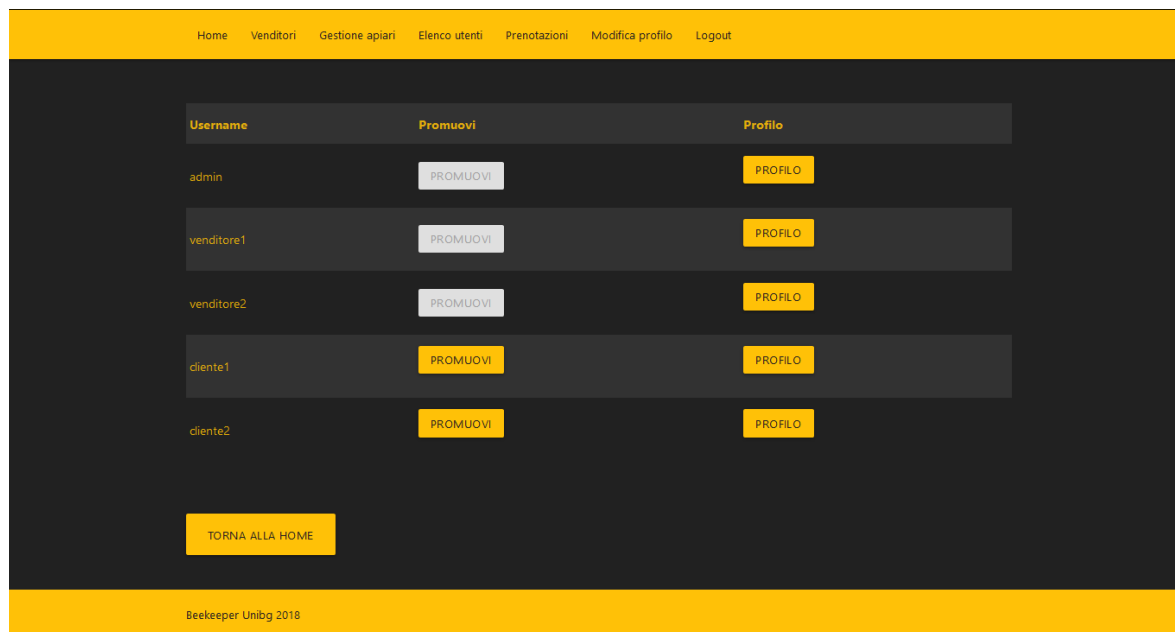 Home Venditori Gestione apiari Elenco utenti Prenotazioni Modifica profilo Logout
Username Promuovi Profilo
admin PROMUOVI PROFILO
venditore1 PROMUOVI PROFILO
venditore2 PROMUOVI PROFILO
cliente1 PROMUOVI PROFILO
cliente2 PROMUOVI PROFILO
TORNA ALLA HOME
Beekeeper Unibg 2018